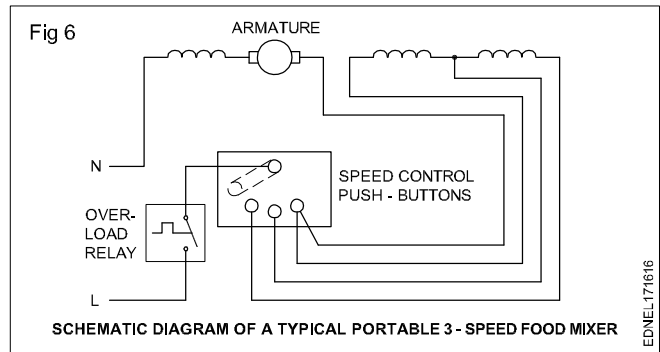 Fig 6
ARMATURE
N
SPEED CONTROL
PUSH - BUTTONS
OVER-
LOAD
RELAY
L
SCHEMATIC DIAGRAM OF A TYPICAL PORTABLE 3 - SPEED FOOD MIXER
EDNEL171616